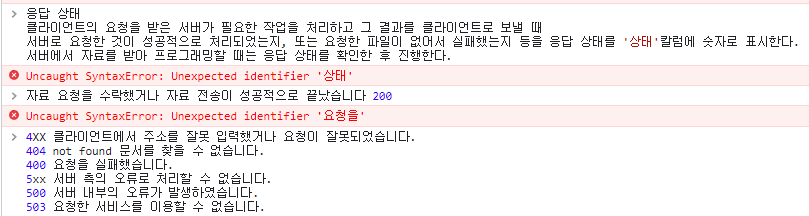 > 응답 상태
클라이언트의 요청을 받은 서버가 필요한 작업을 처리하고 그 결과를 클라이언트로 보낼 때
서버로 요청한 것이 성공적으로 처리되었는지, 또는 요청한 파일이 없어서 실패했는지 등을 응답 상태를 '상태'칼럼에 숫자로 표시한다.
서버에서 자료를 받아 프로그래밍할 때는 응답 상태를 확인한 후 진행한다.
Uncaught SyntaxError: Unexpected identifier '상태'
> 자료 요청을 수락했거나 자료 전송이 성공적으로 끝났습니다 200
Uncaught SyntaxError: Unexpected identifier '요청을'
> 4XX 클라이언트에서 주소를 잘못 입력했거나 요청이 잘못되었습니다.
404 not found 문서를 찾을 수 없습니다.
400 요청을 실패했습니다.
5xx 서버 측의 오류로 처리할 수 없습니다.
500 서버 내부의 오류가 발생하였습니다.
503 요청한 서비스를 이용할 수 없습니다.